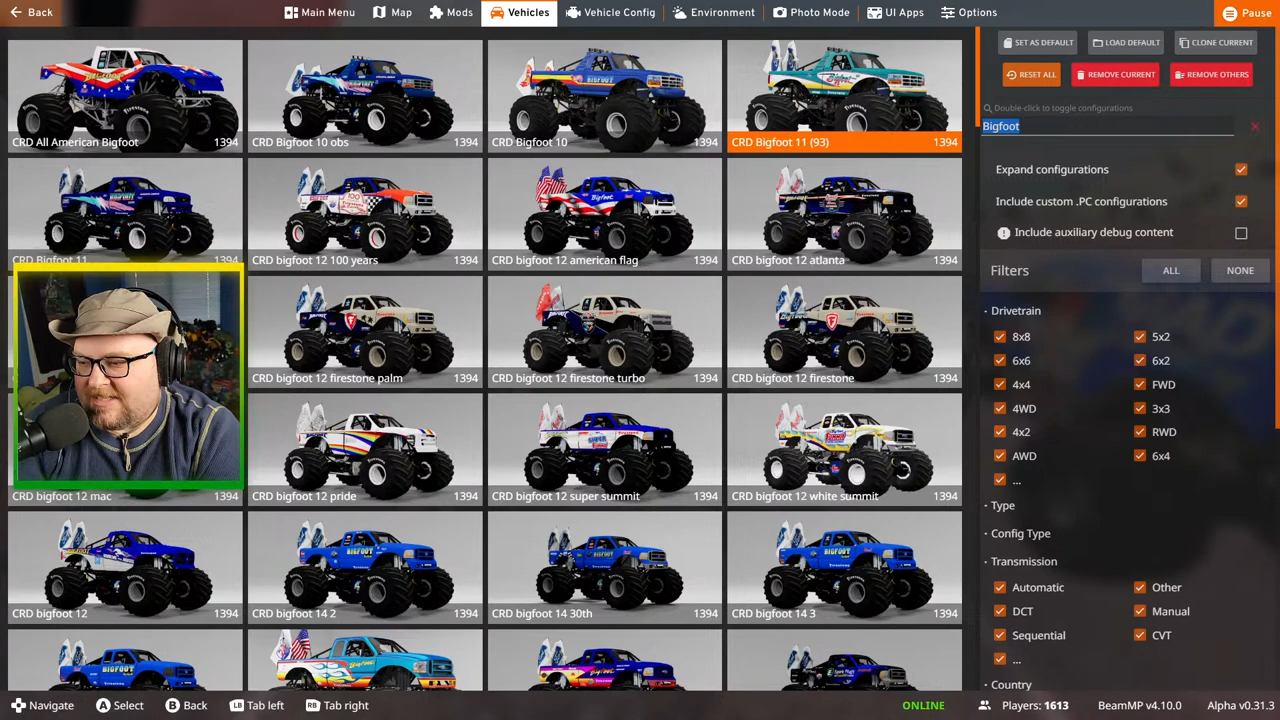 Back
Main Menu
Map
Mods
Vehicles
Vehicle Config
Environment
Photo Mode
UI Apps
Options
Pause
SET AS DEFAULT
LOAD DEFAULT
CLONE CURRENT
RESET ALL
REMOVE CURRENT
REMOVE OTHERS
Double-click to toggle configurations
Bigfoot
Expand configurations
Include custom .PC configurations
Include auxiliary debug content
Filters
ALL
NONE
- Drivetrain
8x8
5x2
6x6
6x2
4x4
FWD
4WD
3x3
4x2
RWD
AWD
6x4
...
- Type
- Config Type
- Transmission
Automatic
Other
DCT
Manual
Sequential
CVT
...
- Country
CRD All American Bigfoot 1394
CRD Bigfoot 10 obs 1394
CRD Bigfoot 10 1394
CRD Bigfoot 11 (93) 1394
CRD Bigfoot 11 1394
CRD bigfoot 12 100 years 1394
CRD bigfoot 12 american flag 1394
CRD bigfoot 12 atlanta 1394
CRD bigfoot 12 firestone palm 1394
CRD bigfoot 12 firestone turbo 1394
CRD bigfoot 12 firestone 1394
CRD bigfoot 12 mac 1394
CRD bigfoot 12 pride 1394
CRD bigfoot 12 super summit 1394
CRD bigfoot 12 white summit 1394
CRD bigfoot 12 1394
CRD bigfoot 14 2 1394
CRD bigfoot 14 30th 1394
CRD bigfoot 14 3 1394
Navigate
A Select
B Back
LB Tab left
RB Tab right
ONLINE
Players: 1613
BeamMP v4.10.0
Alpha v0.31.3